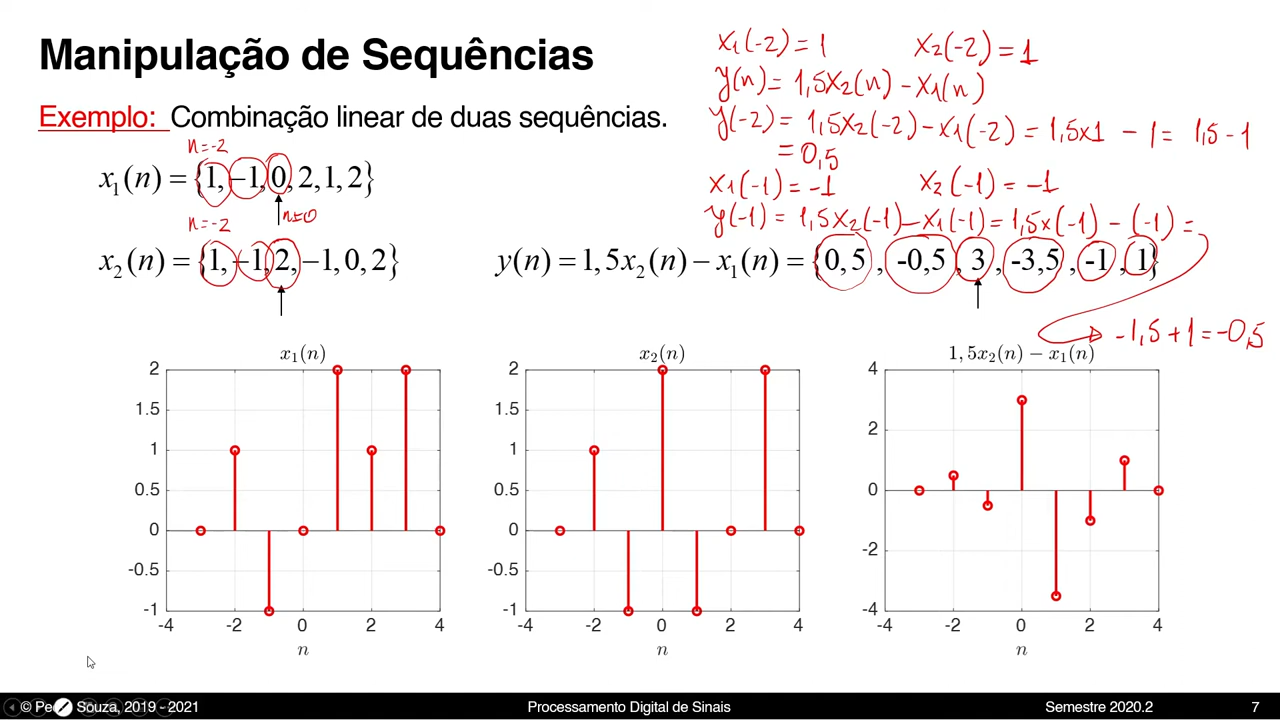 Manipulação de Sequências
Exemplo: Combinação linear de duas sequências.
x₁(-2) = 1 x₂(-2) = 1
y(n) = 1,5x₂(n) - x₁(n)
y(-2) = 1,5x₂(-2) - x₁(-2) = 1,5x1 - 1 = 1,5 - 1
= 0,5
x₁(-1) = -1 x₂(-1) = -1
y(-1) = 1,5x₂(-1) - x₁(-1) = 1,5x(-1) - (-1) =
-1,5 + 1 = -0,5
n=-2
x₁(n) = {1, −1, 0, 2, 1, 2}
n=0
n=-2
x₂(n) = {1, −1, 2, −1, 0, 2}
y(n) = 1,5x₂(n) − x₁(n) = {0,5 , -0,5 , 3 , -3,5 , -1 , 1}
x₁(n)
2
1.5
1
0.5
0
-0.5
-1
-4 -2 0 2 4
n
x₂(n)
2
1.5
1
0.5
0
-0.5
-1
-4 -2 0 2 4
n
1,5x₂(n) − x₁(n)
4
2
0
-2
-4
-4 -2 0 2 4
n
© Pe Souza, 2019 - 2021 Processamento Digital de Sinais Semestre 2020.2 7